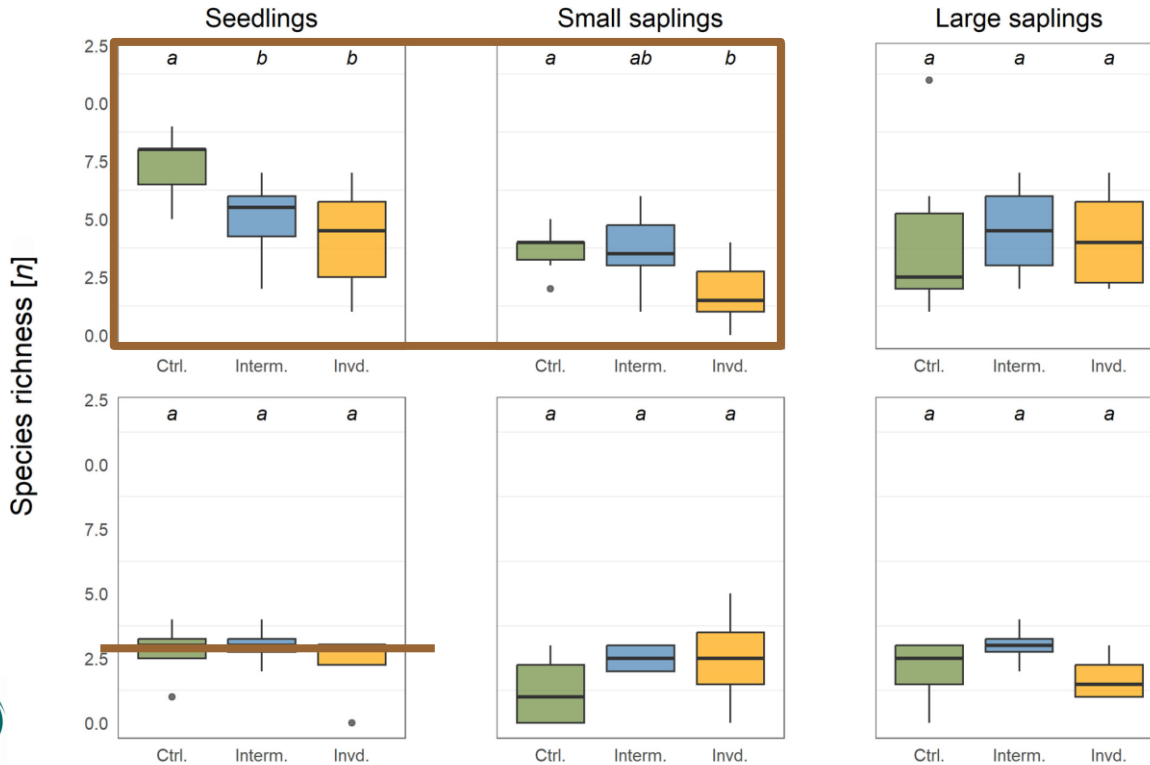 Seedlings Small saplings Large saplings
Species richness [n]
2.5
0.0
7.5
5.0
2.5
0.0
a b b
a ab b
a a a
Ctrl. Interm. Invd.
Ctrl. Interm. Invd.
Ctrl. Interm. Invd.
2.5
0.0
7.5
5.0
2.5
0.0
a a a
a a a
a a a
Ctrl. Interm. Invd.
Ctrl. Interm. Invd.
Ctrl. Interm. Invd.